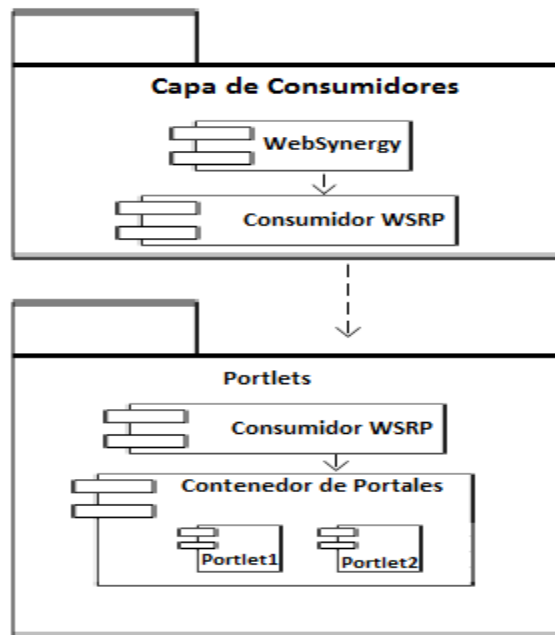 Capa de Consumidores
WebSynergy
Consumidor WSRP
Portlets
Consumidor WSRP
Contenedor de Portales
Portlet1
Portlet2